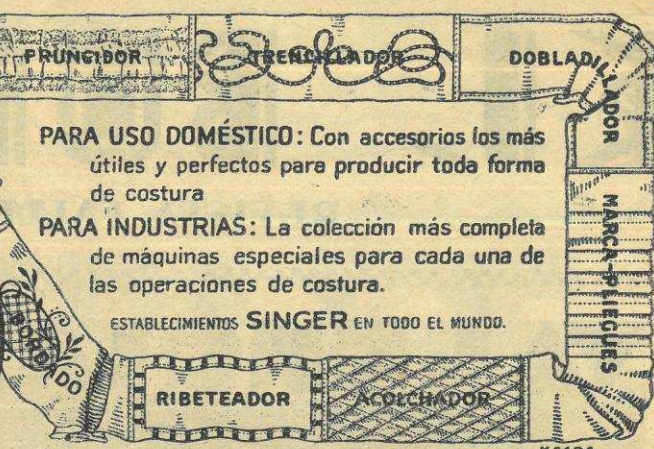 FRUNCIDOR
TRENCILLADOR
DOBLADILLADOR
PARA USO DOMÉSTICO: Con accesorios los más
útiles y perfectos para producir toda forma
de costura
PARA INDUSTRIAS: La colección más completa
de máquinas especiales para cada una de
las operaciones de costura.
ESTABLECIMIENTOS SINGER EN TODO EL MUNDO.
MARCA-PLIEGUES
BORDADO
RIBETEADOR
ACOLCHADOR